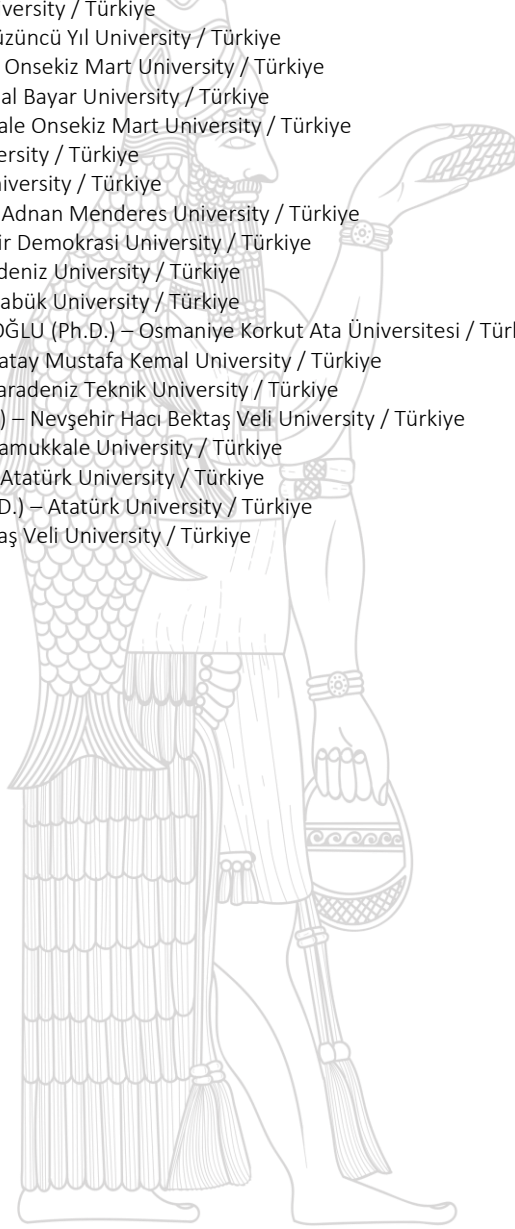 versity / Türkiye
üzüncü Yıl University / Türkiye
Onsekiz Mart University / Türkiye
al Bayar University / Türkiye
ale Onsekiz Mart University / Türkiye
ersity / Türkiye
niversity / Türkiye
Adnan Menderes University / Türkiye
ir Demokrasi University / Türkiye
deniz University / Türkiye
abük University / Türkiye
OĞLU (Ph.D.) – Osmaniye Korkut Ata Üniversitesi / Türk
atay Mustafa Kemal University / Türkiye
aradeniz Teknik University / Türkiye
) – Nevşehir Hacı Bektaş Veli University / Türkiye
amukkale University / Türkiye
Atatürk University / Türkiye
D.) – Atatürk University / Türkiye
aş Veli University / Türkiye